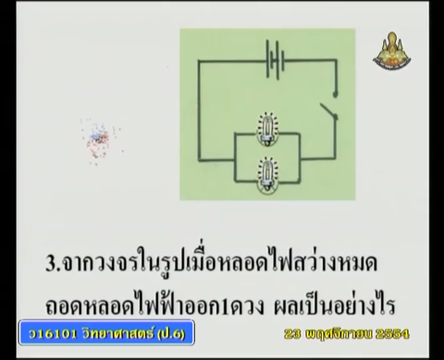 3.จากวงจรในรูปเมื่อหลอดไฟสว่างหมด
ถอดหลอดไฟฟ้าออก1ดวง ผลเป็นอย่างไร
ว16101 วิทยาศาสตร์ (ป.6)
23 พฤศจิกายน 2554